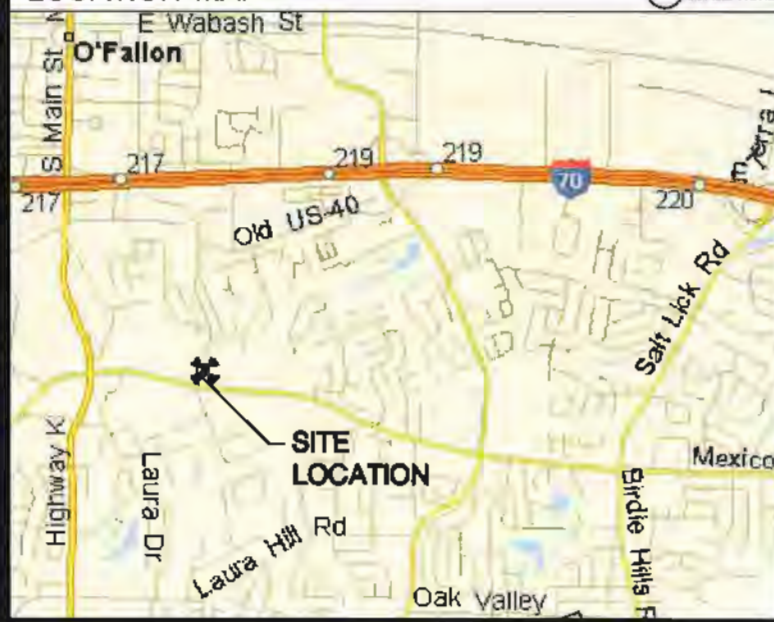 E Wabash St
O'Fallon
S Main St
217
217
219
219
70
220
Old US-40
Salt Lick Rd
SITE
LOCATION
Mexico
Highway K
Laura Dr
Laura Hill Rd
Birdie Hills
Oak Valley